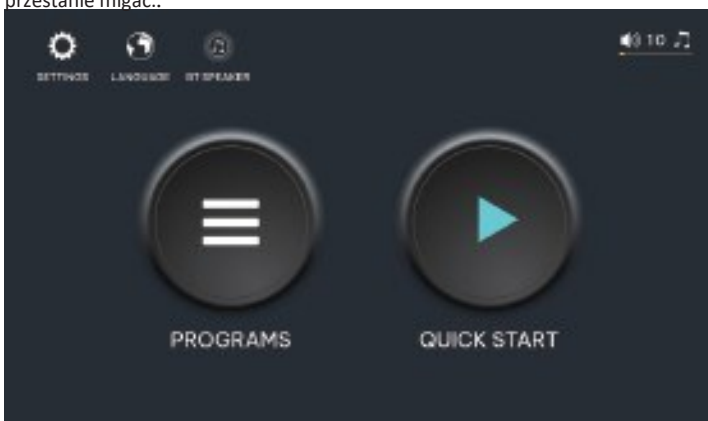 przestanie migać..
SETTINGS LANGUAGE BT SPEAKER
10
PROGRAMS QUICK START